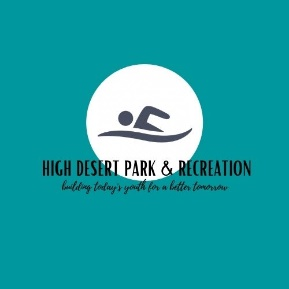 HIGH DESERT PARK & RECREATION
building today's youth for a better tomorrow